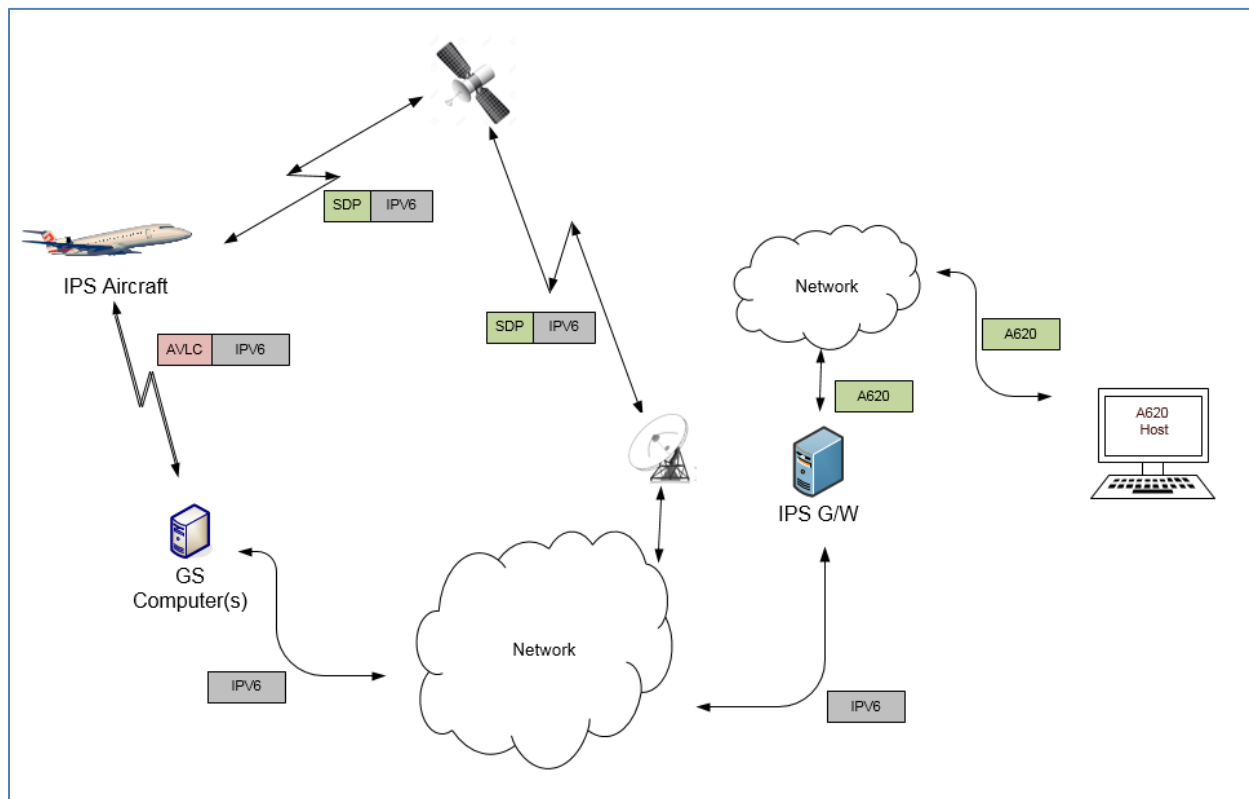 SDP IPV6
IPS Aircraft
Network
SDP IPV6
A620
AVLC IPV6
A620
A620
Host
IPS G/W
GS
Computer(s)
Network
IPV6
IPV6